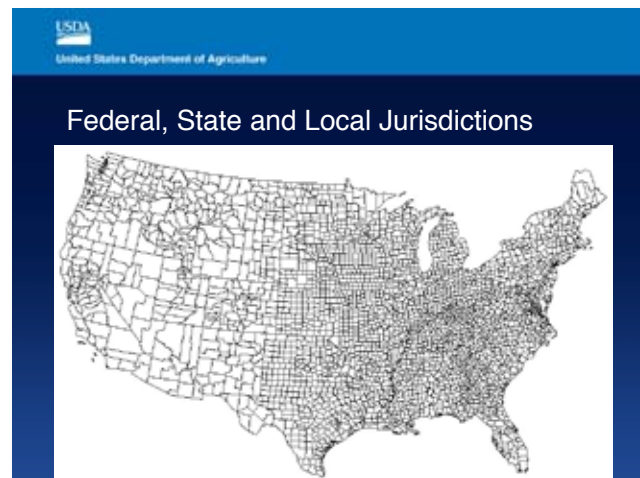 USDA
United States Department of Agriculture
Federal, State and Local Jurisdictions